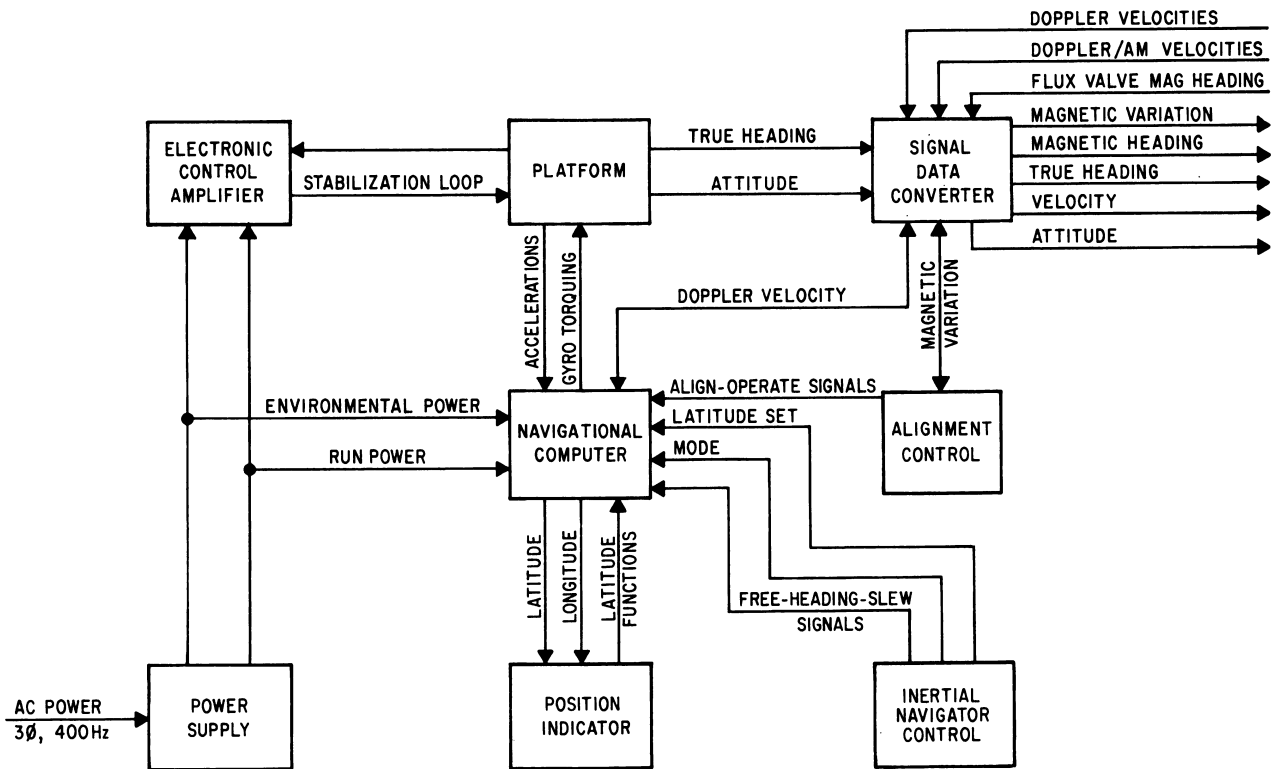 DOPPLER VELOCITIES
DOPPLER/AM VELOCITIES
FLUX VALVE MAG HEADING
MAGNETIC VARIATION
MAGNETIC HEADING
TRUE HEADING
VELOCITY
ATTITUDE
ELECTRONIC
CONTROL
AMPLIFIER
STABILIZATION LOOP
PLATFORM
TRUE HEADING
ATTITUDE
SIGNAL
DATA
CONVERTER
ACCELERATIONS
GYRO TORQUING
DOPPLER VELOCITY
MAGNETIC
VARIATION
ENVIRONMENTAL POWER
RUN POWER
NAVIGATIONAL
COMPUTER
ALIGN-OPERATE SIGNALS
LATITUDE SET
MODE
ALIGNMENT
CONTROL
LATITUDE
LONGITUDE
LATITUDE
FUNCTIONS
FREE-HEADING-SLEW
SIGNALS
AC POWER
3Ø, 400Hz
POWER
SUPPLY
POSITION
INDICATOR
INERTIAL
NAVIGATOR
CONTROL